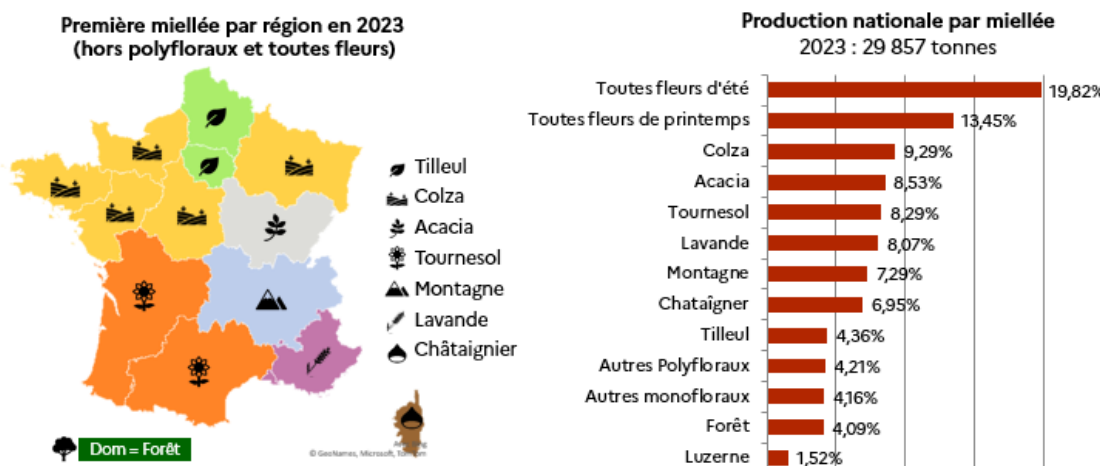 Première miellée par région en 2023
(hors polyfloraux et toutes fleurs)
Tilleul
Colza
Acacia
Tournesol
Montagne
Lavande
Châtaignier
Dom = Forêt
© GeoNames, Microsoft, TomTom
Production nationale par miellée
2023 : 29 857 tonnes
Toutes fleurs d'été 19,82%
Toutes fleurs de printemps 13,45%
Colza 9,29%
Acacia 8,53%
Tournesol 8,29%
Lavande 8,07%
Montagne 7,29%
Chataîgner 6,95%
Tilleul 4,36%
Autres Polyfloraux 4,21%
Autres monofloraux 4,16%
Forêt 4,09%
Luzerne 1,52%